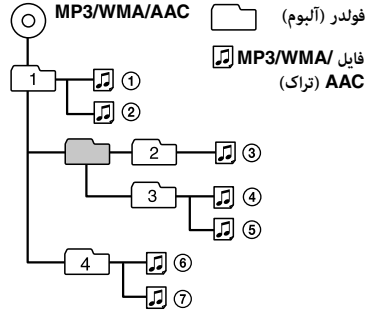 MP3/WMA/AAC
فولدر (آلبوم)
فایل MP3/WMA/
AAC (تراک)
1
①
②
2
③
3
④
⑤
4
⑥
⑦